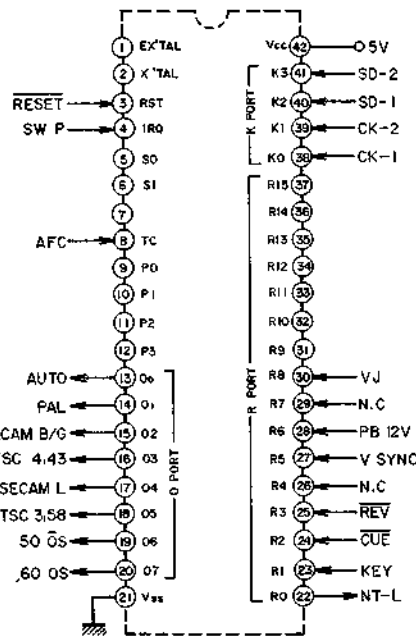 1 EX'TAL Vcc 42 5V
2 X'TAL K3 41 SD-2
RESET 3 RST K2 40 SD-1
SW P 4 IRQ K1 39 CK-2
5 S0 K0 38 CK-1
6 S1 R15 37
7 R14 36
AFC 8 TC R13 35
9 P0 R12 34
10 P1 R11 33
11 P2 R10 32
12 P3 R9 31
AUTO 13 O0 R8 30 VJ
PAL 14 O1 R7 29 N.C
CAM B/G 15 O2 R6 28 PB 12V
TSC 4.43 16 O3 R5 27 V SYNC
SECAM L 17 O4 R4 26 N.C
TSC 3.58 18 O5 R3 25 REV
50 OS 19 O6 R2 24 CUE
60 OS 20 O7 R1 23 KEY
21 Vss R0 22 NT-L
K PORT
R PORT
O PORT